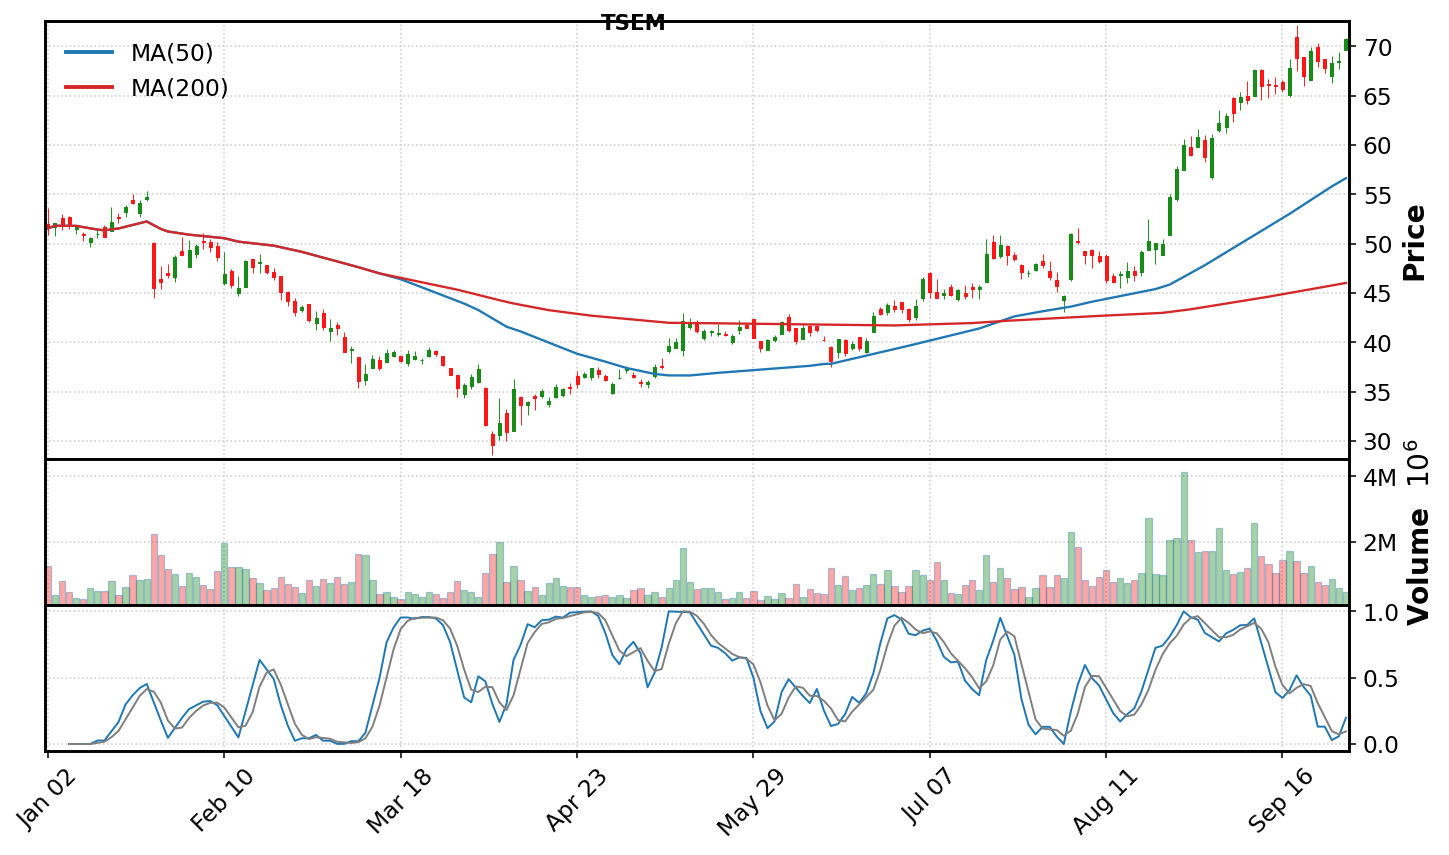 TSEM
MA(50)
MA(200)
70
65
60
55
50
45
40
35
30
Price
4M
2M
Volume 10^6
1.0
0.5
0.0
Jan 02
Feb 10
Mar 18
Apr 23
May 29
Jul 07
Aug 11
Sep 16